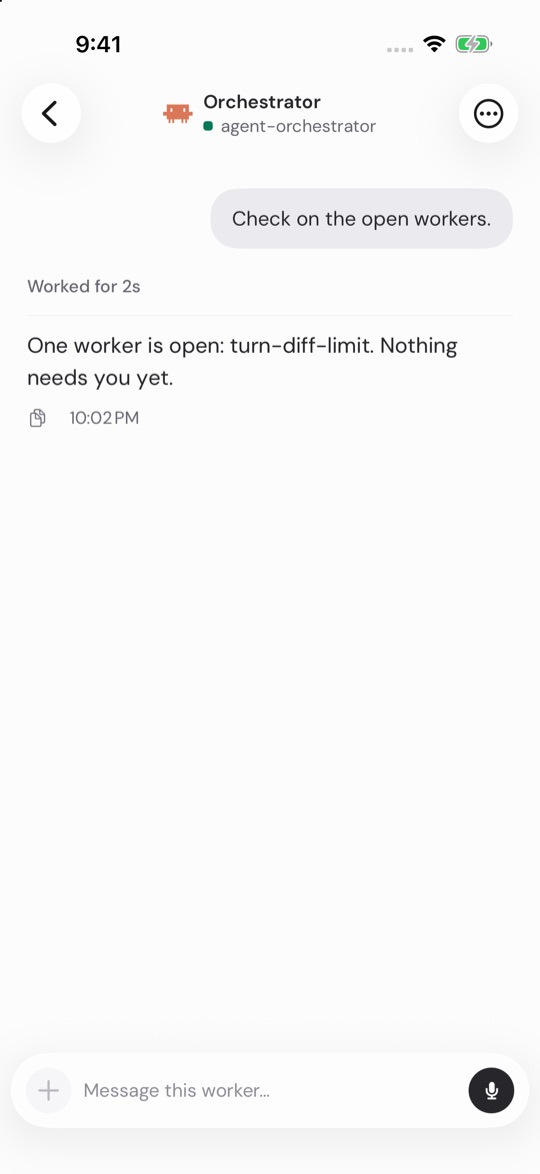 9:41
Orchestrator
agent-orchestrator
Check on the open workers.
Worked for 2s
One worker is open: turn-diff-limit. Nothing
needs you yet.
10:02 PM
Message this worker...